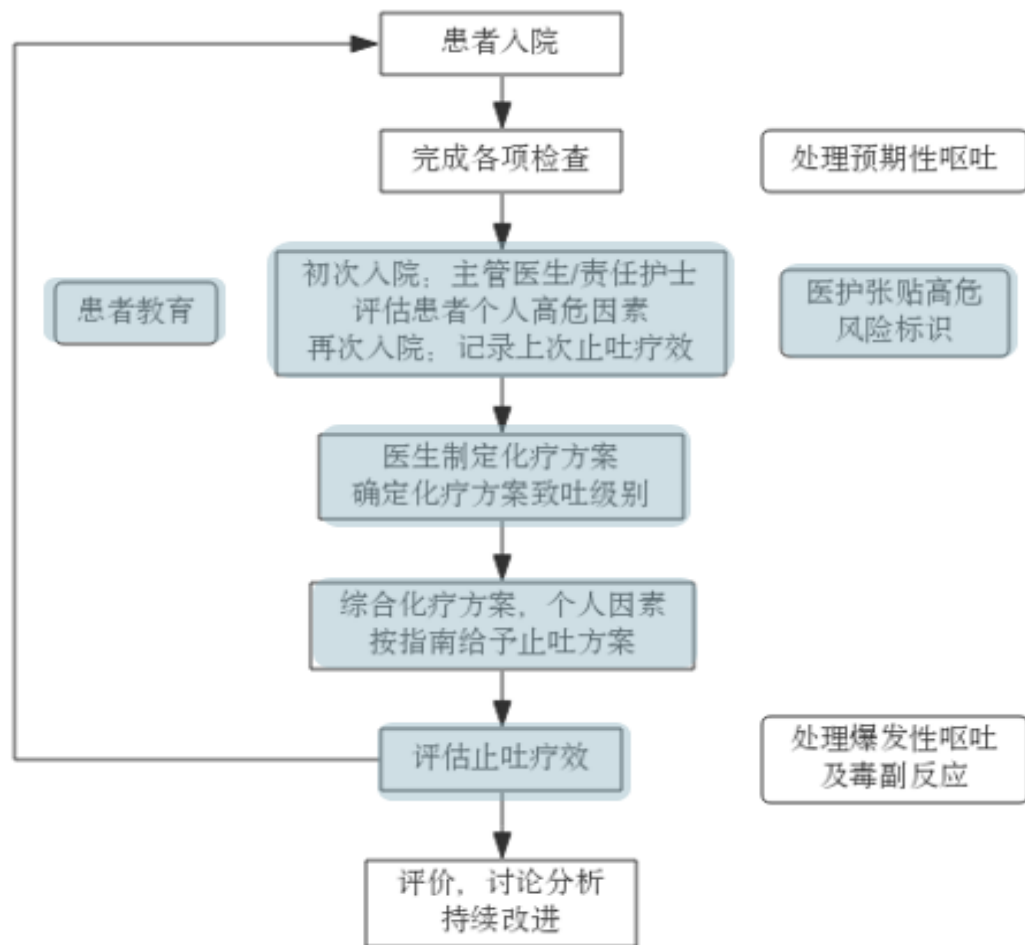 患者入院
完成各项检查
处理预期性呕吐
初次入院；主管医生/责任护士
评估患者个人高危因素
再次入院；记录上次止吐疗效
患者教育
医护张贴高危
风险标识
医生制定化疗方案
确定化疗方案致吐级别
综合化疗方案，个人因素
按指南给予止吐方案
评估止吐疗效
处理爆发性呕吐
及毒副反应
评价，讨论分析
持续改进